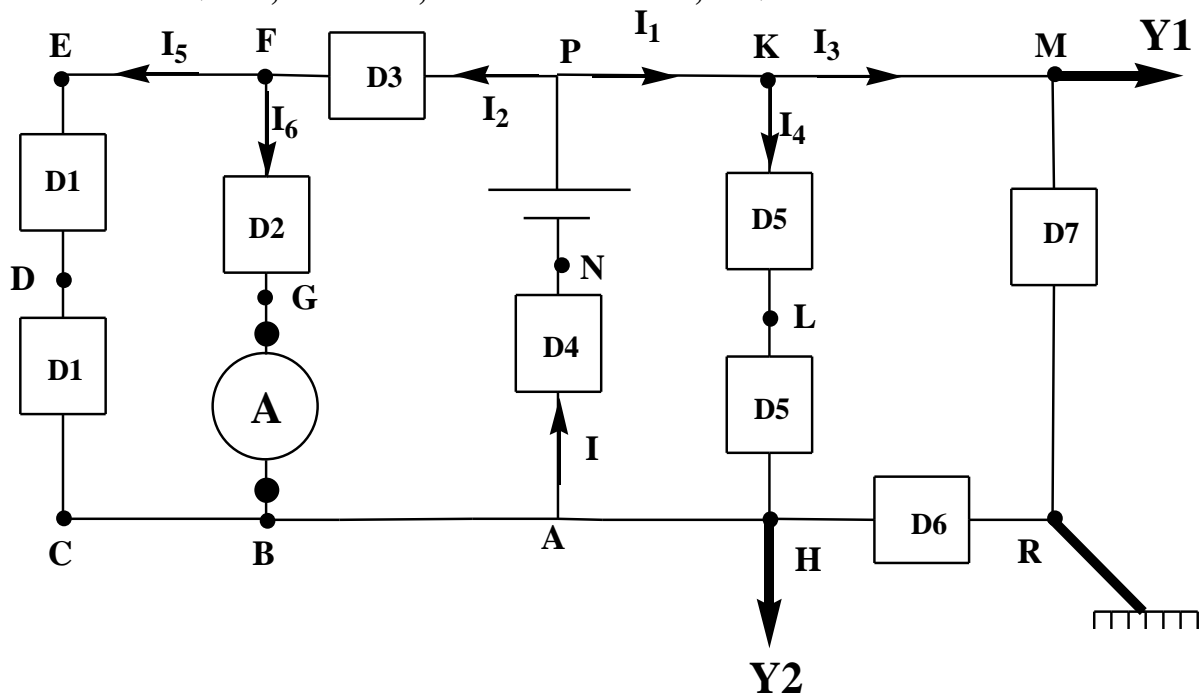 E I5 F P I1 K I3 M Y1
D3
I2
I6 I4
D1 D2 D5 D7
D G N L
D1 D4 D5
A I
C B A H D6 R
Y2